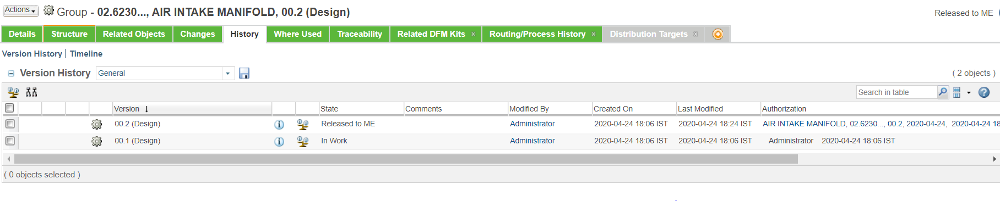 Actions Group - 02.6230..., AIR INTAKE MANIFOLD, 00.2 (Design) Released to ME
Details Structure Related Objects Changes History Where Used Traceability Related DFM Kits x Routing/Process History x Distribution Targets x
Version History Timeline
Version History General ( 2 objects )
Search in table
Version State Comments Modified By Created On Last Modified Authorization
00.2 (Design) Released to ME Administrator 2020-04-24 18:06 IST 2020-04-24 18:24 IST AIR INTAKE MANIFOLD, 02.6230..., 00.2, 2020-04-24, 2020-04-24 18
00.1 (Design) In Work Administrator 2020-04-24 18:06 IST 2020-04-24 18:06 IST Administrator 2020-04-24 18:06 IST
( 0 objects selected )